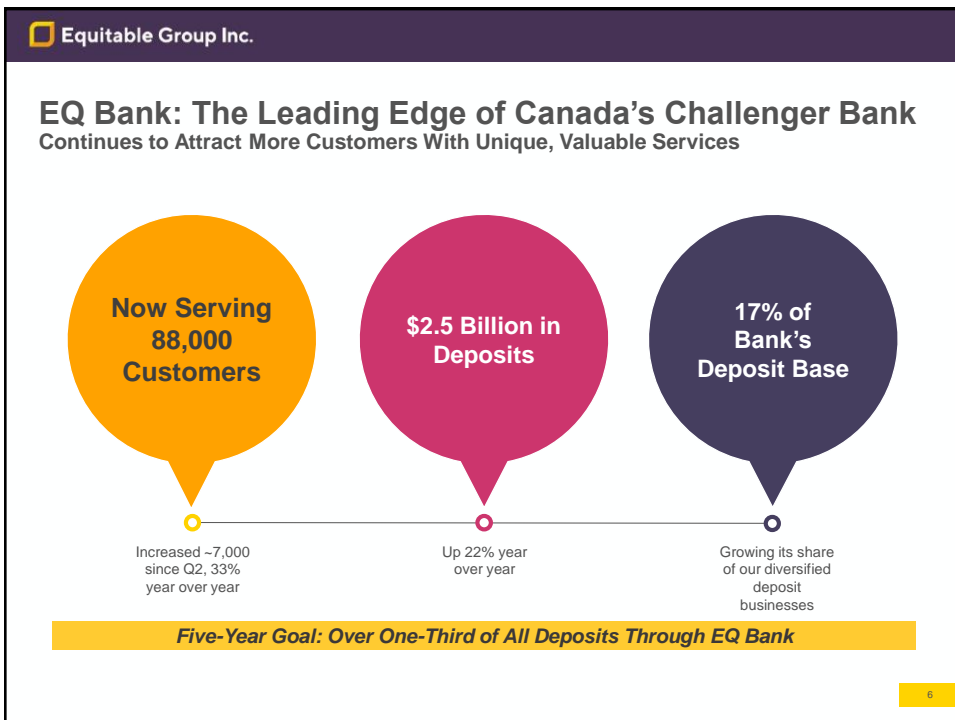 Equitable Group Inc.
EQ Bank: The Leading Edge of Canada's Challenger Bank
Continues to Attract More Customers With Unique, Valuable Services
Now Serving
88,000
Customers
$2.5 Billion in
Deposits
17% of
Bank's
Deposit Base
Increased ~7,000
since Q2, 33%
year over year
Up 22% year
over year
Growing its share
of our diversified
deposit
businesses
Five-Year Goal: Over One-Third of All Deposits Through EQ Bank
6